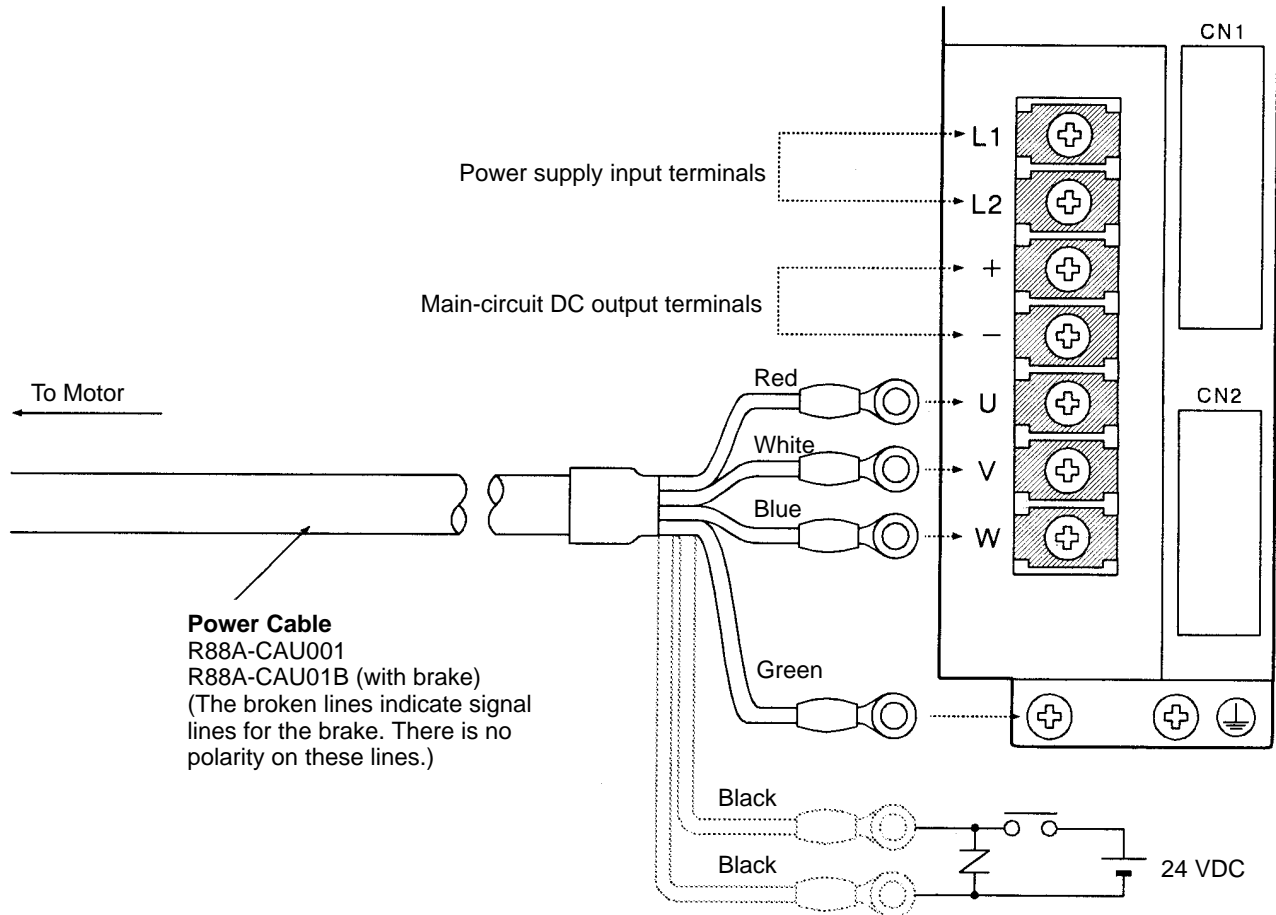 CN1
L1
Power supply input terminals
L2
+
Main-circuit DC output terminals
−
To Motor
Red
U
CN2
White
V
Blue
W
Power Cable
R88A-CAU001
R88A-CAU01B (with brake)
(The broken lines indicate signal
lines for the brake. There is no
polarity on these lines.)
Green
Black
Black
24 VDC